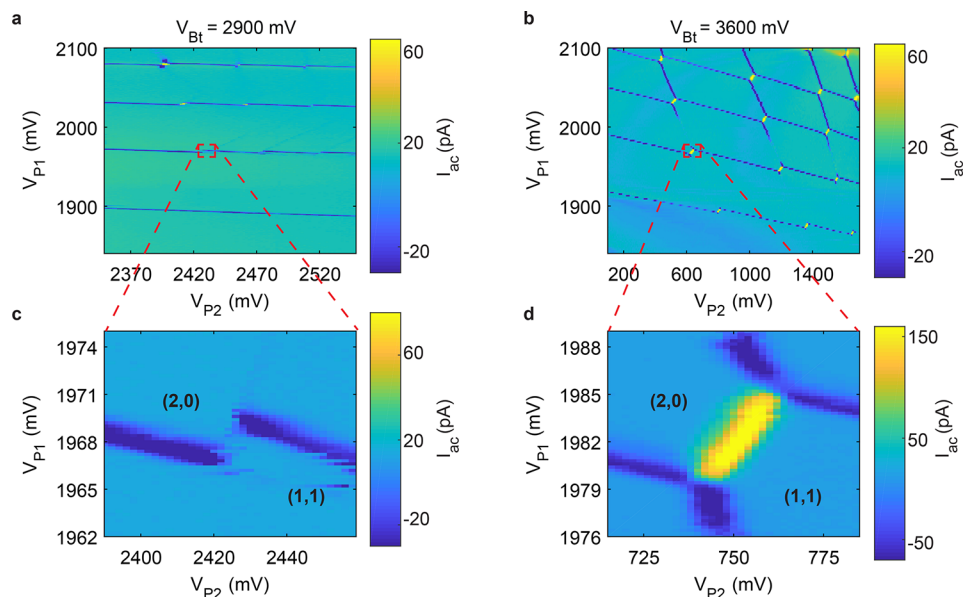 a
V_Bt = 2900 mV
2100
2000
1900
V_P1 (mV)
2370
2420
2470
2520
V_P2 (mV)
60
20
-20
I_ac (pA)
b
V_Bt = 3600 mV
2100
2000
1900
V_P1 (mV)
200
600
1000
1400
V_P2 (mV)
60
20
-20
I_ac (pA)
c
1974
1971
1968
1965
1962
V_P1 (mV)
(2,0)
(1,1)
2400
2420
2440
V_P2 (mV)
60
20
-20
I_ac (pA)
d
1988
1985
1982
1979
1976
V_P1 (mV)
(2,0)
(1,1)
725
750
775
V_P2 (mV)
150
50
-50
I_ac (pA)